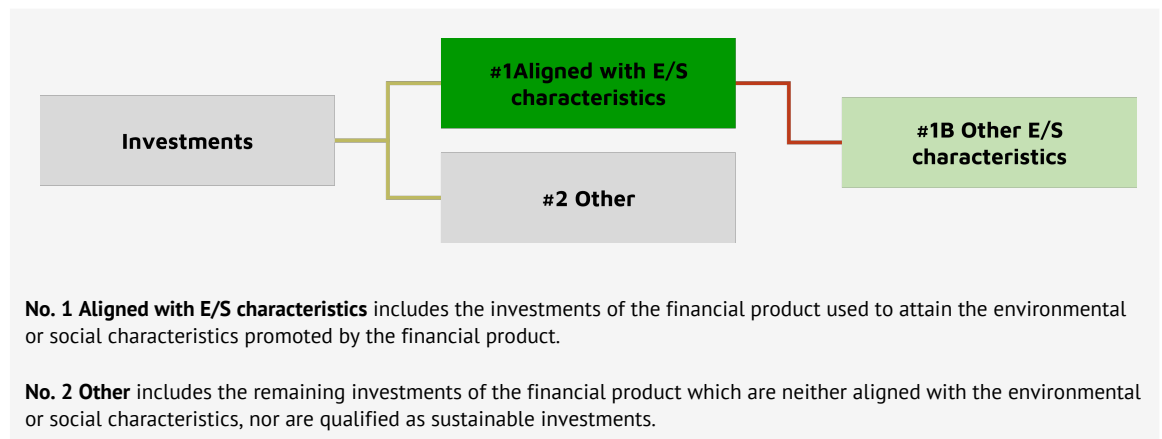 #1Aligned with E/S
characteristics
Investments
#1B Other E/S
characteristics
#2 Other
No. 1 Aligned with E/S characteristics includes the investments of the financial product used to attain the environmental
or social characteristics promoted by the financial product.
No. 2 Other includes the remaining investments of the financial product which are neither aligned with the environmental
or social characteristics, nor are qualified as sustainable investments.